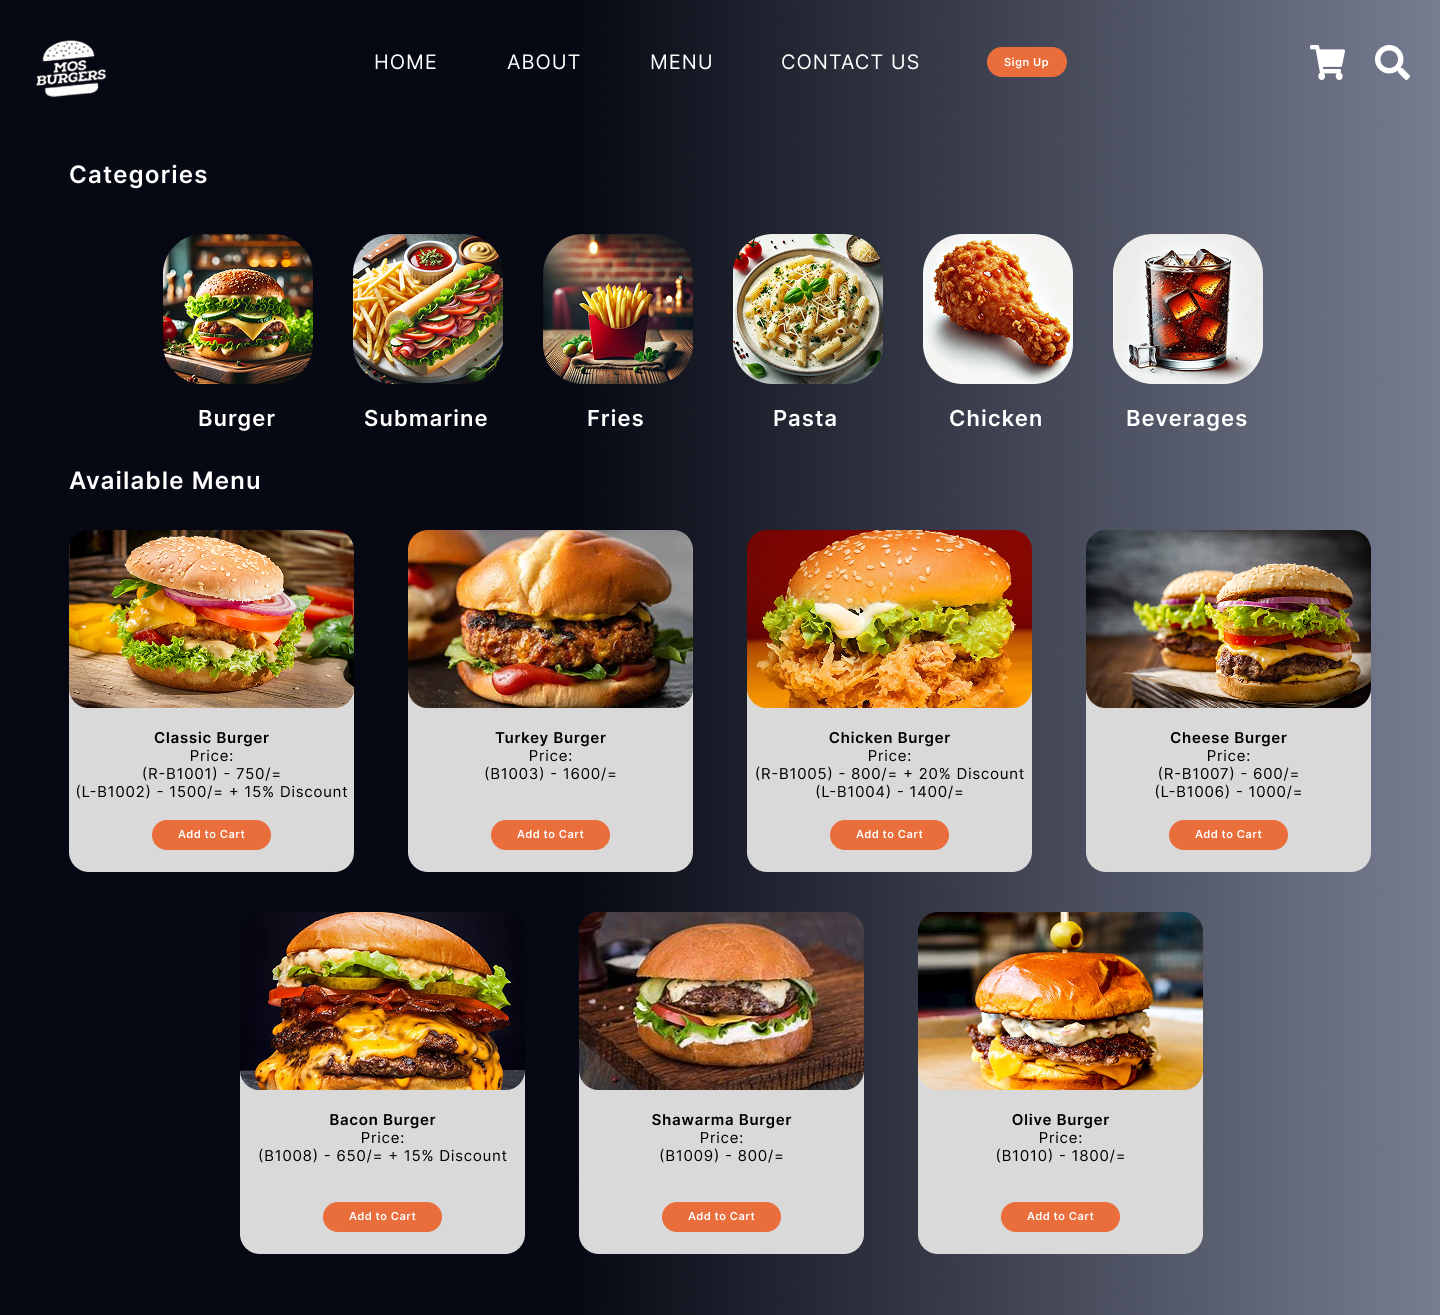 MOS
BURGERS
HOME
ABOUT
MENU
CONTACT US
Sign Up
Categories
Burger
Submarine
Fries
Pasta
Chicken
Beverages
Available Menu
Classic Burger
Price:
(R-B1001) - 750/=
(L-B1002) - 1500/= + 15% Discount
Add to Cart
Turkey Burger
Price:
(B1003) - 1600/=
Add to Cart
Chicken Burger
Price:
(R-B1005) - 800/= + 20% Discount
(L-B1004) - 1400/=
Add to Cart
Cheese Burger
Price:
(R-B1007) - 600/=
(L-B1006) - 1000/=
Add to Cart
Bacon Burger
Price:
(B1008) - 650/= + 15% Discount
Add to Cart
Shawarma Burger
Price:
(B1009) - 800/=
Add to Cart
Olive Burger
Price:
(B1010) - 1800/=
Add to Cart